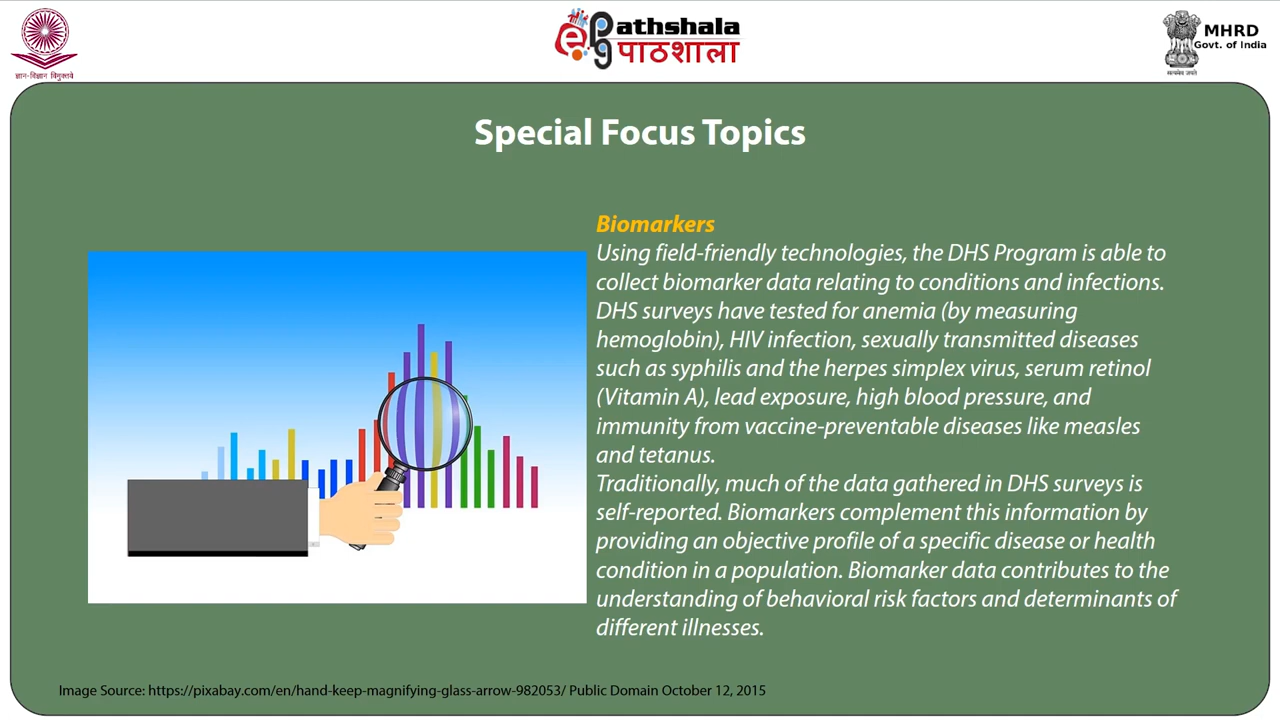 ज्ञान-विज्ञान विमुक्तये
ePathshala
पाठशाला
MHRD
Govt. of India
सत्यमेव जयते
Special Focus Topics
Biomarkers
Using field-friendly technologies, the DHS Program is able to
collect biomarker data relating to conditions and infections.
DHS surveys have tested for anemia (by measuring
hemoglobin), HIV infection, sexually transmitted diseases
such as syphilis and the herpes simplex virus, serum retinol
(Vitamin A), lead exposure, high blood pressure, and
immunity from vaccine-preventable diseases like measles
and tetanus.
Traditionally, much of the data gathered in DHS surveys is
self-reported. Biomarkers complement this information by
providing an objective profile of a specific disease or health
condition in a population. Biomarker data contributes to the
understanding of behavioral risk factors and determinants of
different illnesses.
Image Source: https://pixabay.com/en/hand-keep-magnifying-glass-arrow-982053/ Public Domain October 12, 2015